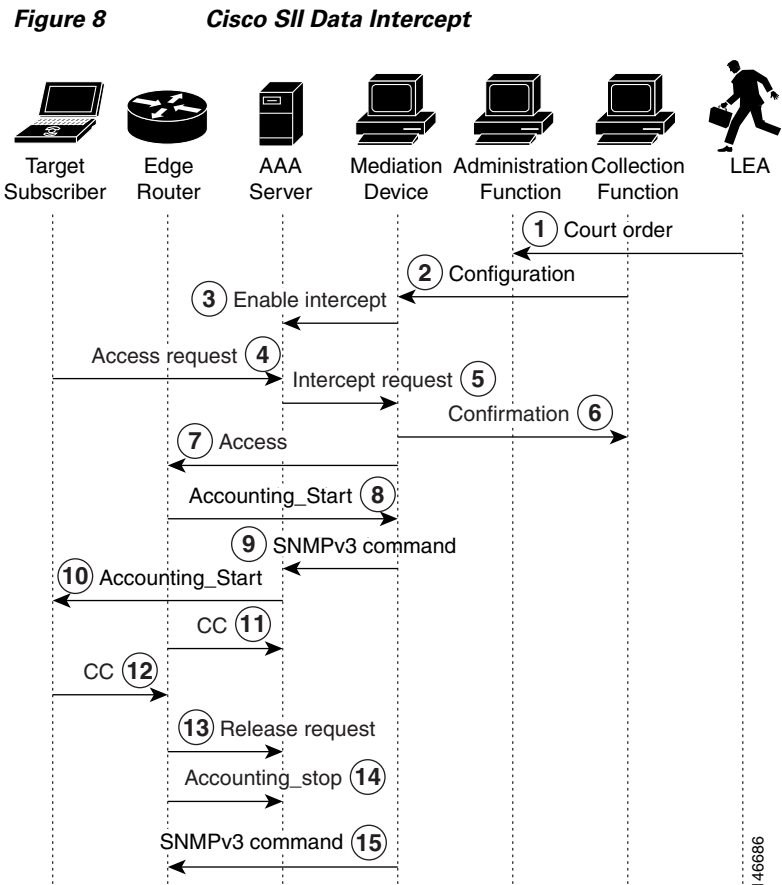 Figure 8 Cisco SII Data Intercept
Target Subscriber
Edge Router
AAA Server
Mediation Device
Administration Function
Collection Function
LEA
1 Court order
2 Configuration
3 Enable intercept
Access request 4
Intercept request 5
Confirmation 6
7 Access
Accounting_Start 8
9 SNMPv3 command
10 Accounting_Start
CC 11
CC 12
13 Release request
Accounting_stop 14
SNMPv3 command 15